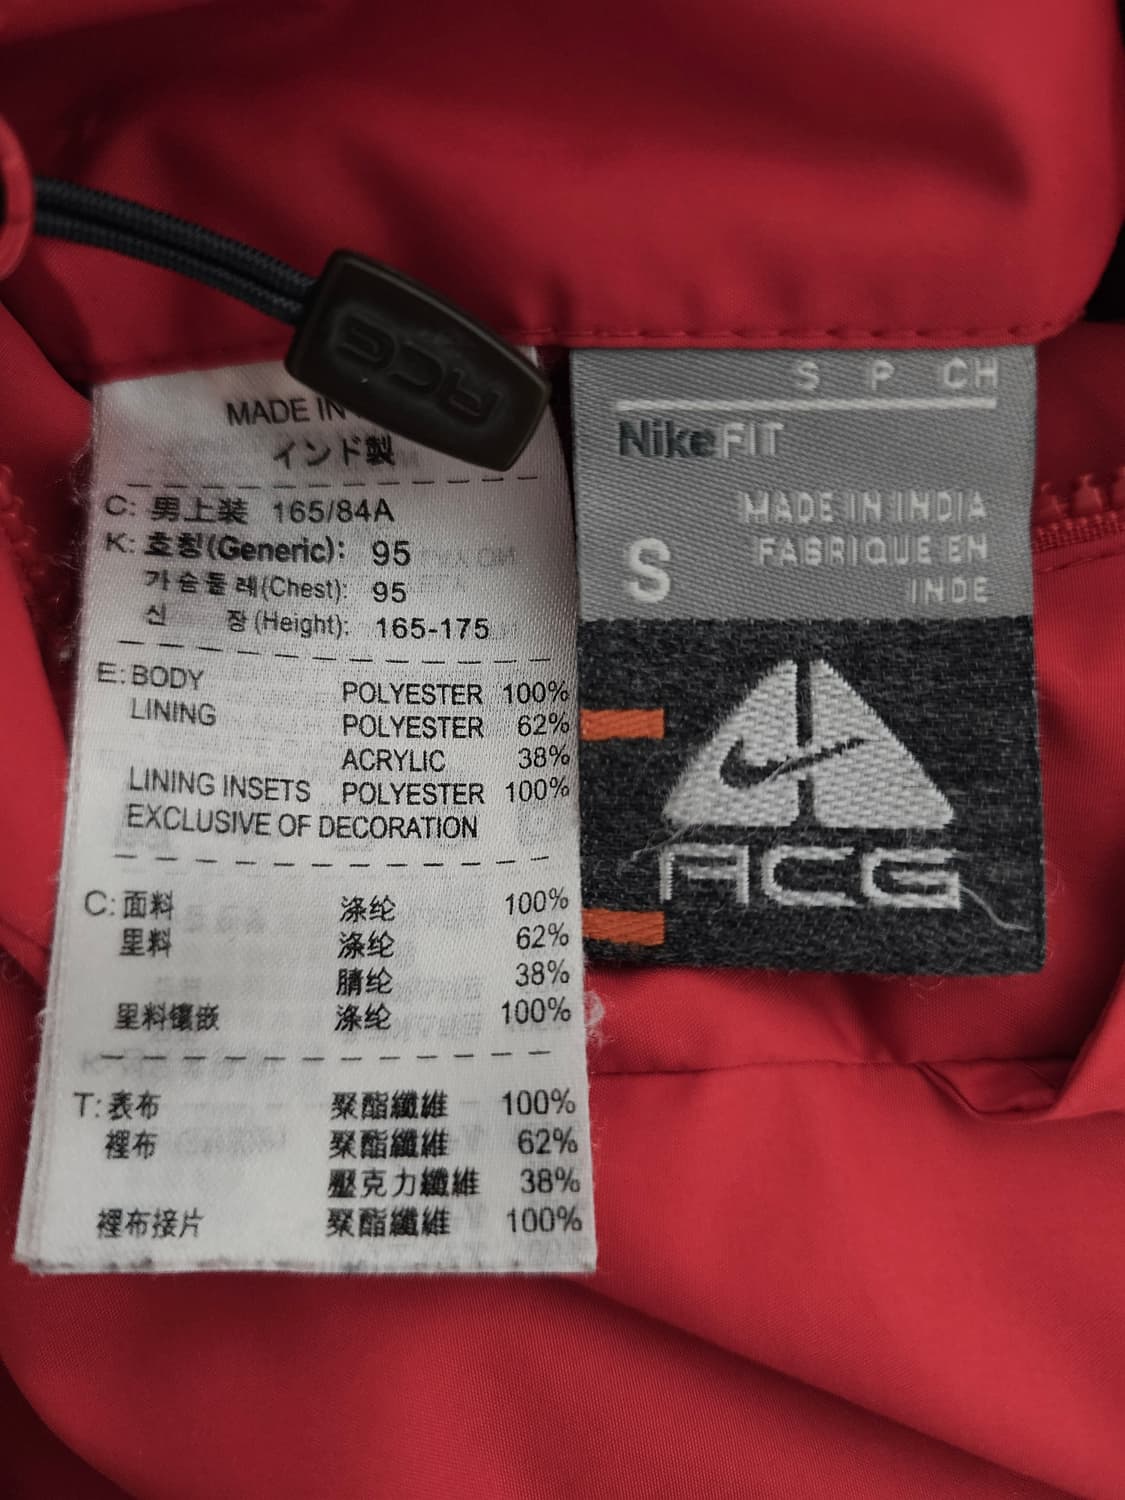 ACG
MADE IN
インド製
C: 男上装 165/84A
K: 호칭(Generic): 95
가슴둘레(Chest): 95
신 장(Height): 165-175
E: BODY POLYESTER 100%
LINING POLYESTER 62%
ACRYLIC 38%
LINING INSETS POLYESTER 100%
EXCLUSIVE OF DECORATION
C: 面料 涤纶 100%
里料 涤纶 62%
腈纶 38%
里料镶嵌 涤纶 100%
T: 表布 聚酯纖維 100%
裡布 聚酯纖維 62%
壓克力纖維 38%
裡布接片 聚酯纖維 100%
S P CH
NikeFIT
MADE IN INDIA
FABRIQUE EN
INDE
S
ACG